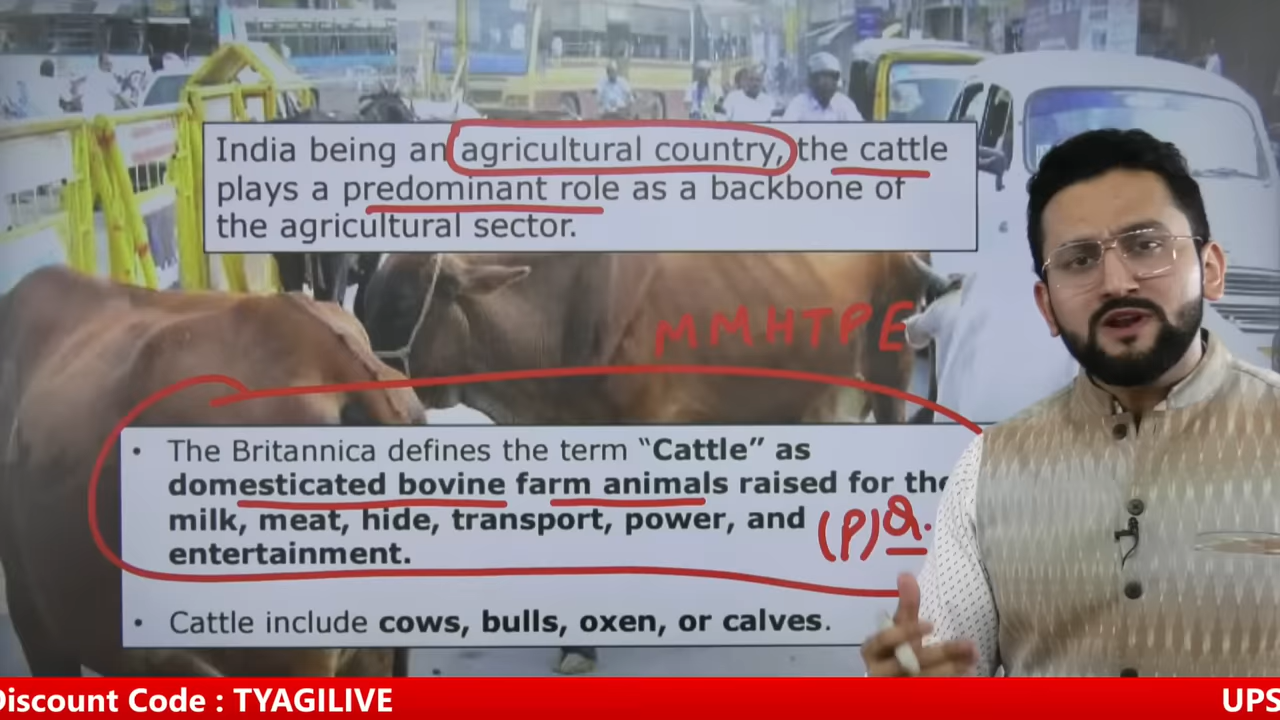 India being an agricultural country, the cattle
plays a predominant role as a backbone of
the agricultural sector.
MMHTPE
• The Britannica defines the term “Cattle” as
domesticated bovine farm animals raised for the
milk, meat, hide, transport, power, and
entertainment.
(P) Q.
• Cattle include cows, bulls, oxen, or calves.
Discount Code : TYAGILIVE
UPS